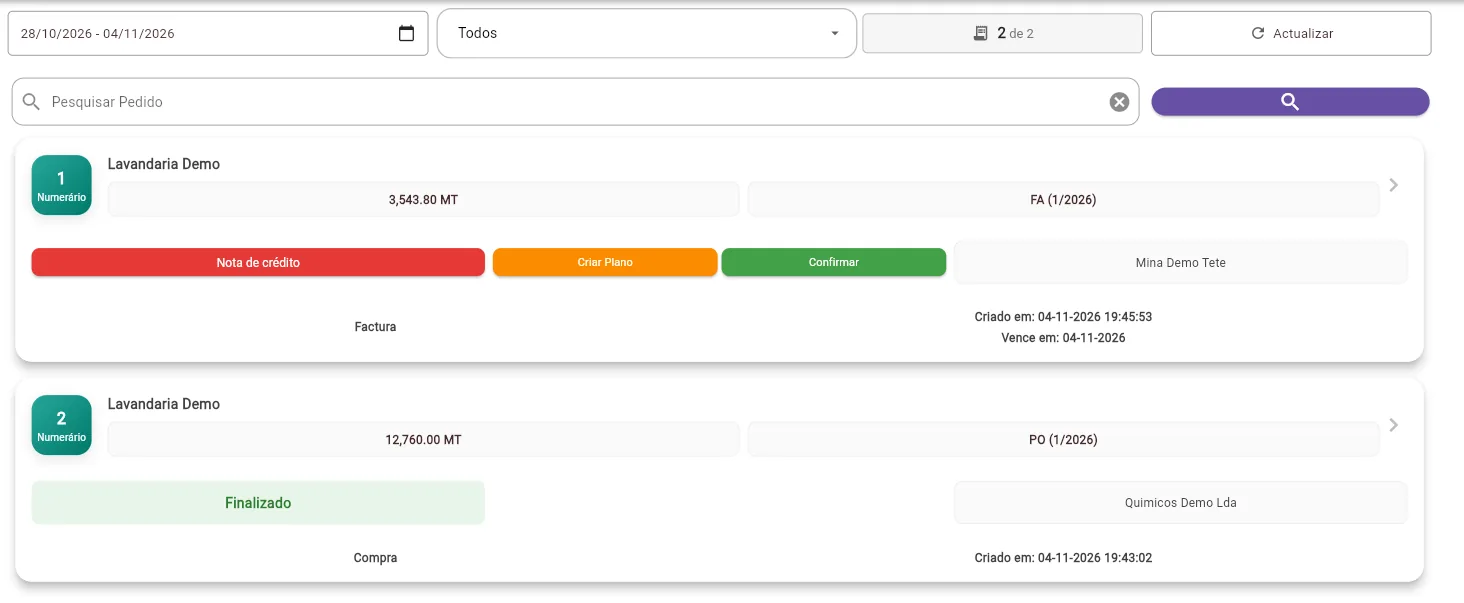 28/10/2026 - 04/11/2026
Todos
2 de 2
Actualizar
Pesquisar Pedido
1
Numerário
Lavandaria Demo
3,543.80 MT
FA (1/2026)
Nota de crédito
Criar Plano
Confirmar
Mina Demo Tete
Factura
Criado em: 04-11-2026 19:45:53
Vence em: 04-11-2026
2
Numerário
Lavandaria Demo
12,760.00 MT
PO (1/2026)
Finalizado
Quimicos Demo Lda
Compra
Criado em: 04-11-2026 19:43:02